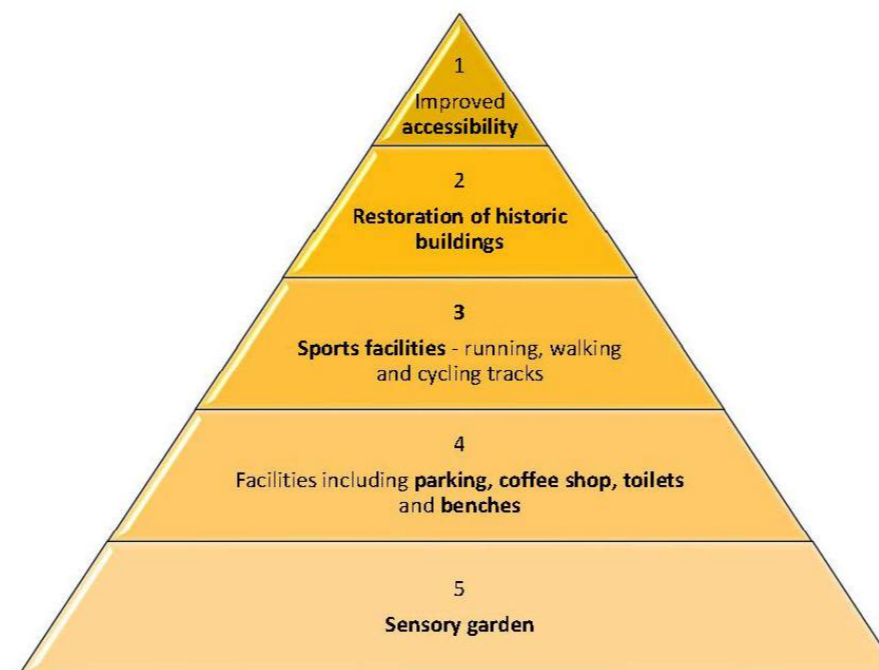 1
Improved
accessibility
2
Restoration of historic
buildings
3
Sports facilities - running, walking
and cycling tracks
4
Facilities including parking, coffee shop, toilets
and benches
5
Sensory garden